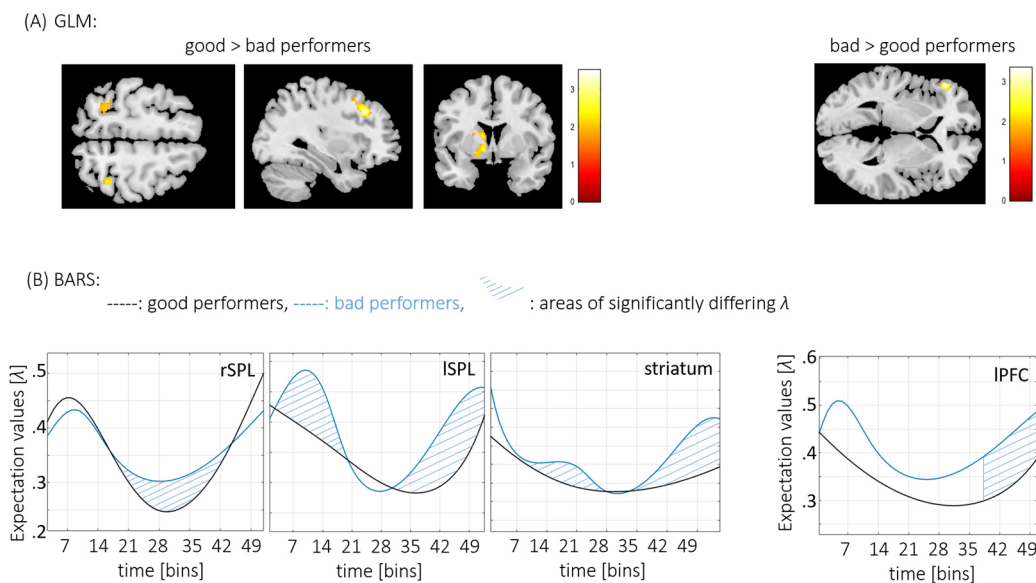 (A) GLM:
good > bad performers
bad > good performers
3
2
1
0
3
2
1
0
(B) BARS:
-----: good performers, -----: bad performers, : areas of significantly differing λ
Expectation values [λ]
.5
.4
.3
.2
rSPL
lSPL
striatum
Expectation values [λ]
.6
.5
.4
.3
lPFC
7 14 21 28 35 42 49
7 14 21 28 35 42 49
7 14 21 28 35 42 49
7 14 21 28 35 42 49
time [bins]
time [bins]
time [bins]
time [bins]